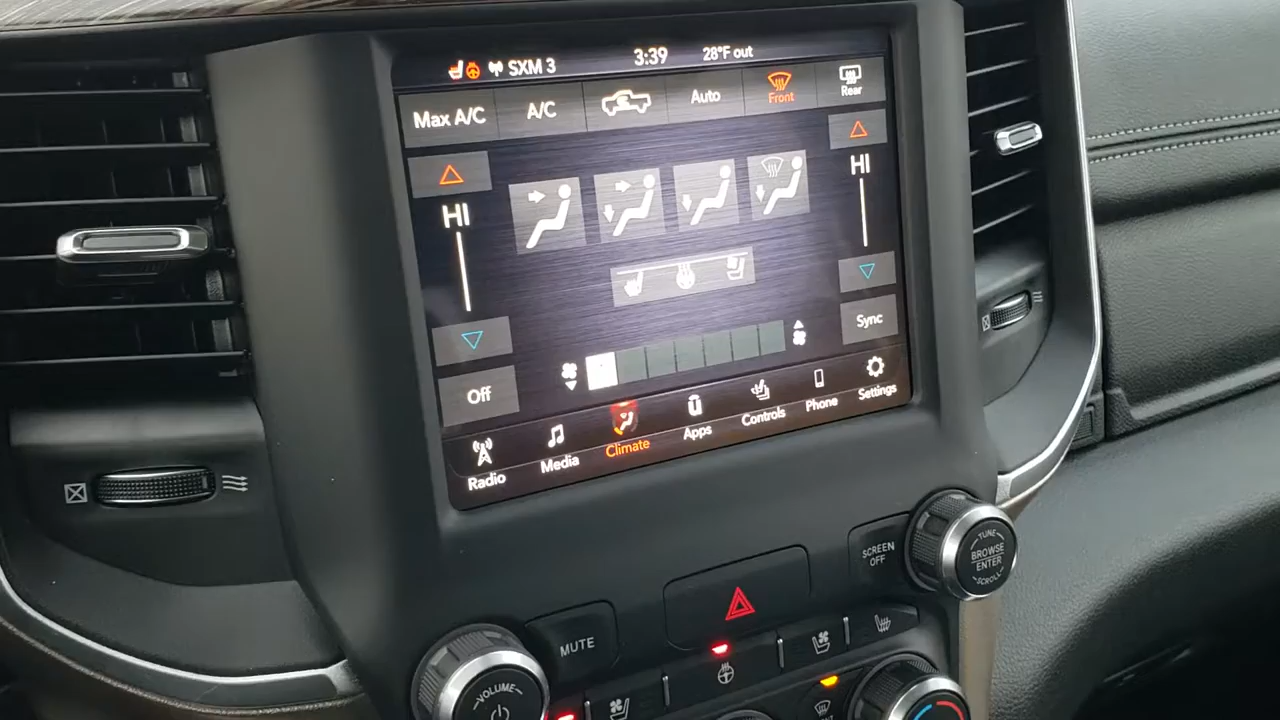 SXM 3
3:39
28°F out
Max A/C
A/C
Auto
Front
Rear
HI
HI
Sync
Off
Radio
Media
Climate
Apps
Controls
Phone
Settings
SCREEN
OFF
TUNE
BROWSE
ENTER
SCROLL
MUTE
VOLUME